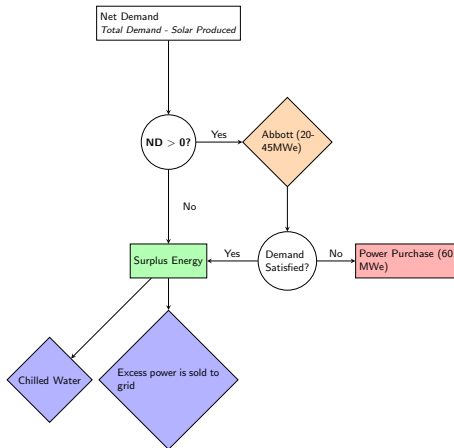 Net Demand
Total Demand - Solar Produced
ND > 0?
Yes
Abbott (20-
45MWe)
No
Surplus Energy
Yes
Demand
Satisfied?
No
Power Purchase (60
MWe)
Chilled Water
Excess power is sold to
grid